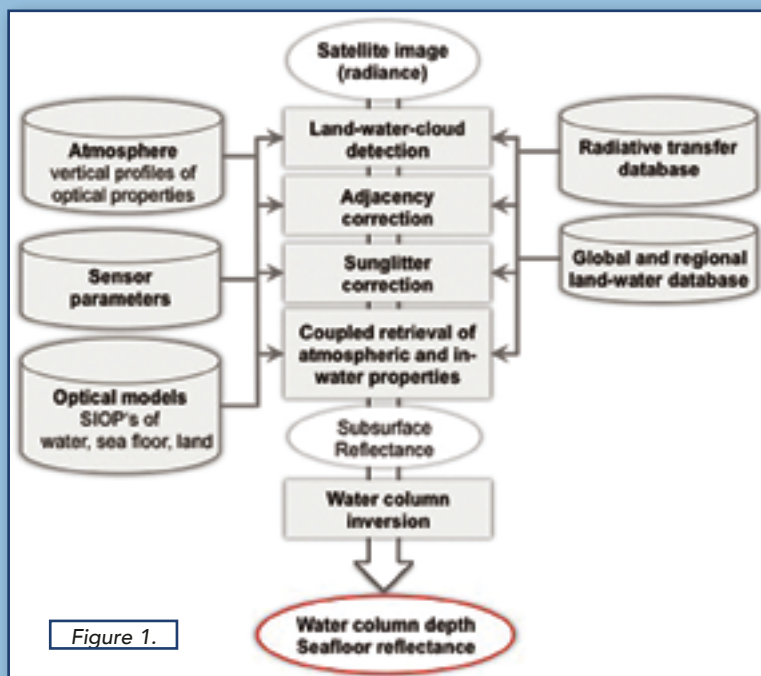 Satellite image
(radiance)
Land-water-cloud
detection
Adjacency
correction
Sunglitter
correction
Coupled retrieval of
atmospheric and in-
water properties
Subsurface
Reflectance
Water column
inversion
Water column depth
Seafloor reflectance
Atmosphere
vertical profiles of
optical properties
Sensor
parameters
Optical models
SIOP's of
water, sea floor, land
Radiative transfer
database
Global and regional
land-water database
Figure 1.